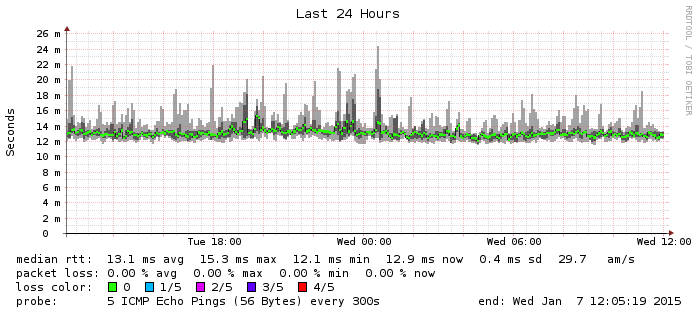 Last 24 Hours
RRDTOOL / TOBI OETIKER
Seconds
26 m
24 m
22 m
20 m
18 m
16 m
14 m
12 m
10 m
8 m
6 m
4 m
2 m
0
Tue 18:00 Wed 00:00 Wed 06:00 Wed 12:00
median rtt: 13.1 ms avg 15.3 ms max 12.1 ms min 12.9 ms now 0.4 ms sd 29.7 am/s
packet loss: 0.00 % avg 0.00 % max 0.00 % min 0.00 % now
loss color: 0 1/5 2/5 3/5 4/5
probe: 5 ICMP Echo Pings (56 Bytes) every 300s end: Wed Jan 7 12:05:19 2015